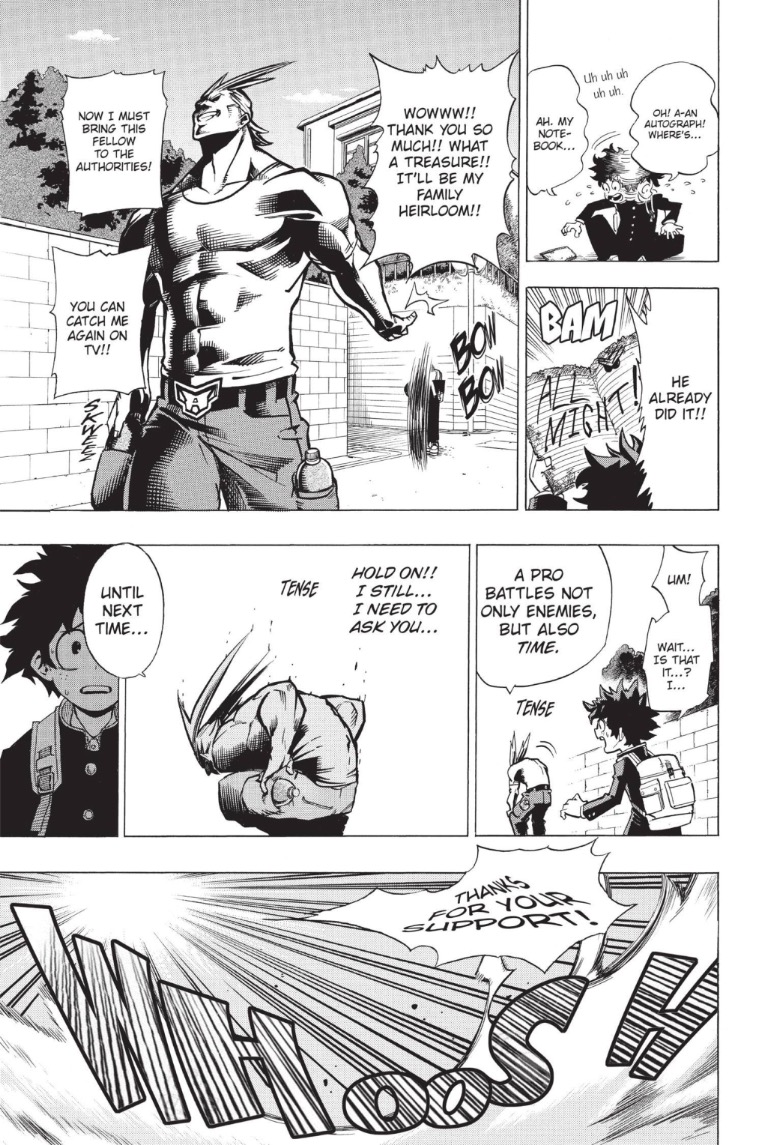 OH! A-AN
AUTOGRAPH!
WHERE'S...
Uh uh uh
uh uh.
AH. MY
NOTE-
BOOK...
BAM
ALL
MIGHT!
HE
ALREADY
DID IT!!
WOWWW!!
THANK YOU SO
MUCH!! WHAT
A TREASURE!!
IT'LL BE MY
FAMILY
HEIRLOOM!!
BOW
BOW
NOW I MUST
BRING THIS
FELLOW
TO THE
AUTHORITIES!
YOU CAN
CATCH ME
AGAIN ON
TV!!
SKWEE
UM!
WAIT...
IS THAT
IT...?
I...
A PRO
BATTLES NOT
ONLY ENEMIES,
BUT ALSO
TIME.
TENSE
HOLD ON!!
I STILL...
I NEED TO
ASK YOU...
TENSE
UNTIL
NEXT
TIME...
THANKS
FOR YOUR
SUPPORT!
WHOOS!!